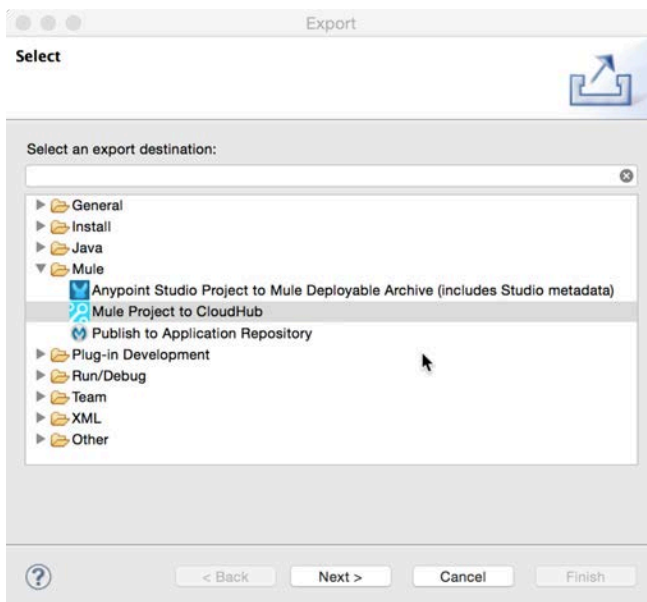 Export
Select
Select an export destination:
General
Install
Java
Mule
Anypoint Studio Project to Mule Deployable Archive (includes Studio metadata)
Mule Project to CloudHub
Publish to Application Repository
Plug-in Development
Run/Debug
Team
XML
Other
? < Back Next > Cancel Finish